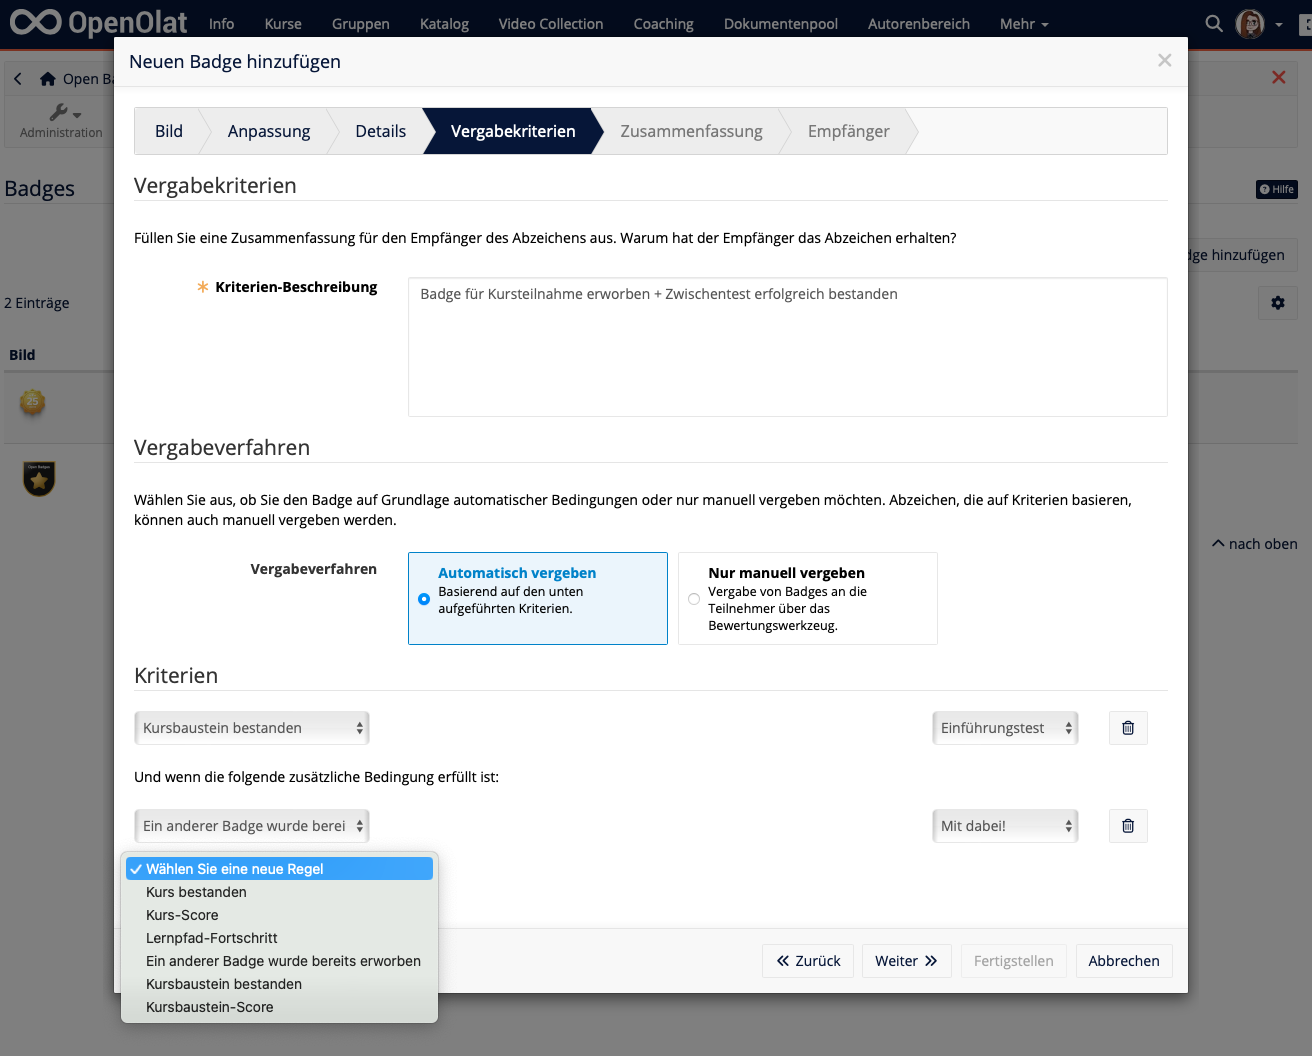 OpenOlat Info Kurse Gruppen Katalog Video Collection Coaching Dokumentenpool Autorenbereich Mehr
Neuen Badge hinzufügen
Open Ba
Administration
Bild Anpassung Details Vergabekriterien Zusammenfassung Empfänger
Badges
Hilfe
Vergabekriterien
Füllen Sie eine Zusammenfassung für den Empfänger des Abzeichens aus. Warum hat der Empfänger das Abzeichen erhalten?
dge hinzufügen
* Kriterien-Beschreibung
Badge für Kursteilnahme erworben + Zwischentest erfolgreich bestanden
2 Einträge
Bild
25
Vergabeverfahren
Open Badges
Wählen Sie aus, ob Sie den Badge auf Grundlage automatischer Bedingungen oder nur manuell vergeben möchten. Abzeichen, die auf Kriterien basieren,
können auch manuell vergeben werden.
nach oben
Vergabeverfahren
Automatisch vergeben
Basierend auf den unten
aufgeführten Kriterien.
Nur manuell vergeben
Vergabe von Badges an die
Teilnehmer über das
Bewertungswerkzeug.
Kriterien
Kursbaustein bestanden Einführungstest
Und wenn die folgende zusätzliche Bedingung erfüllt ist:
Ein anderer Badge wurde berei Mit dabei!
Wählen Sie eine neue Regel
Kurs bestanden
Kurs-Score
Lernpfad-Fortschritt
Ein anderer Badge wurde bereits erworben
Kursbaustein bestanden
Kursbaustein-Score
Zurück Weiter Fertigstellen Abbrechen